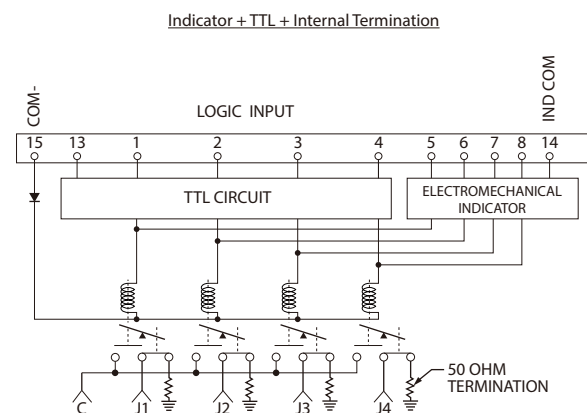 Indicator + TTL + Internal Termination
COM-
LOGIC INPUT
IND COM
15 13 1 2 3 4 5 6 7 8 14
TTL CIRCUIT
ELECTROMECHANICAL
INDICATOR
50 OHM
TERMINATION
C J1 J2 J3 J4